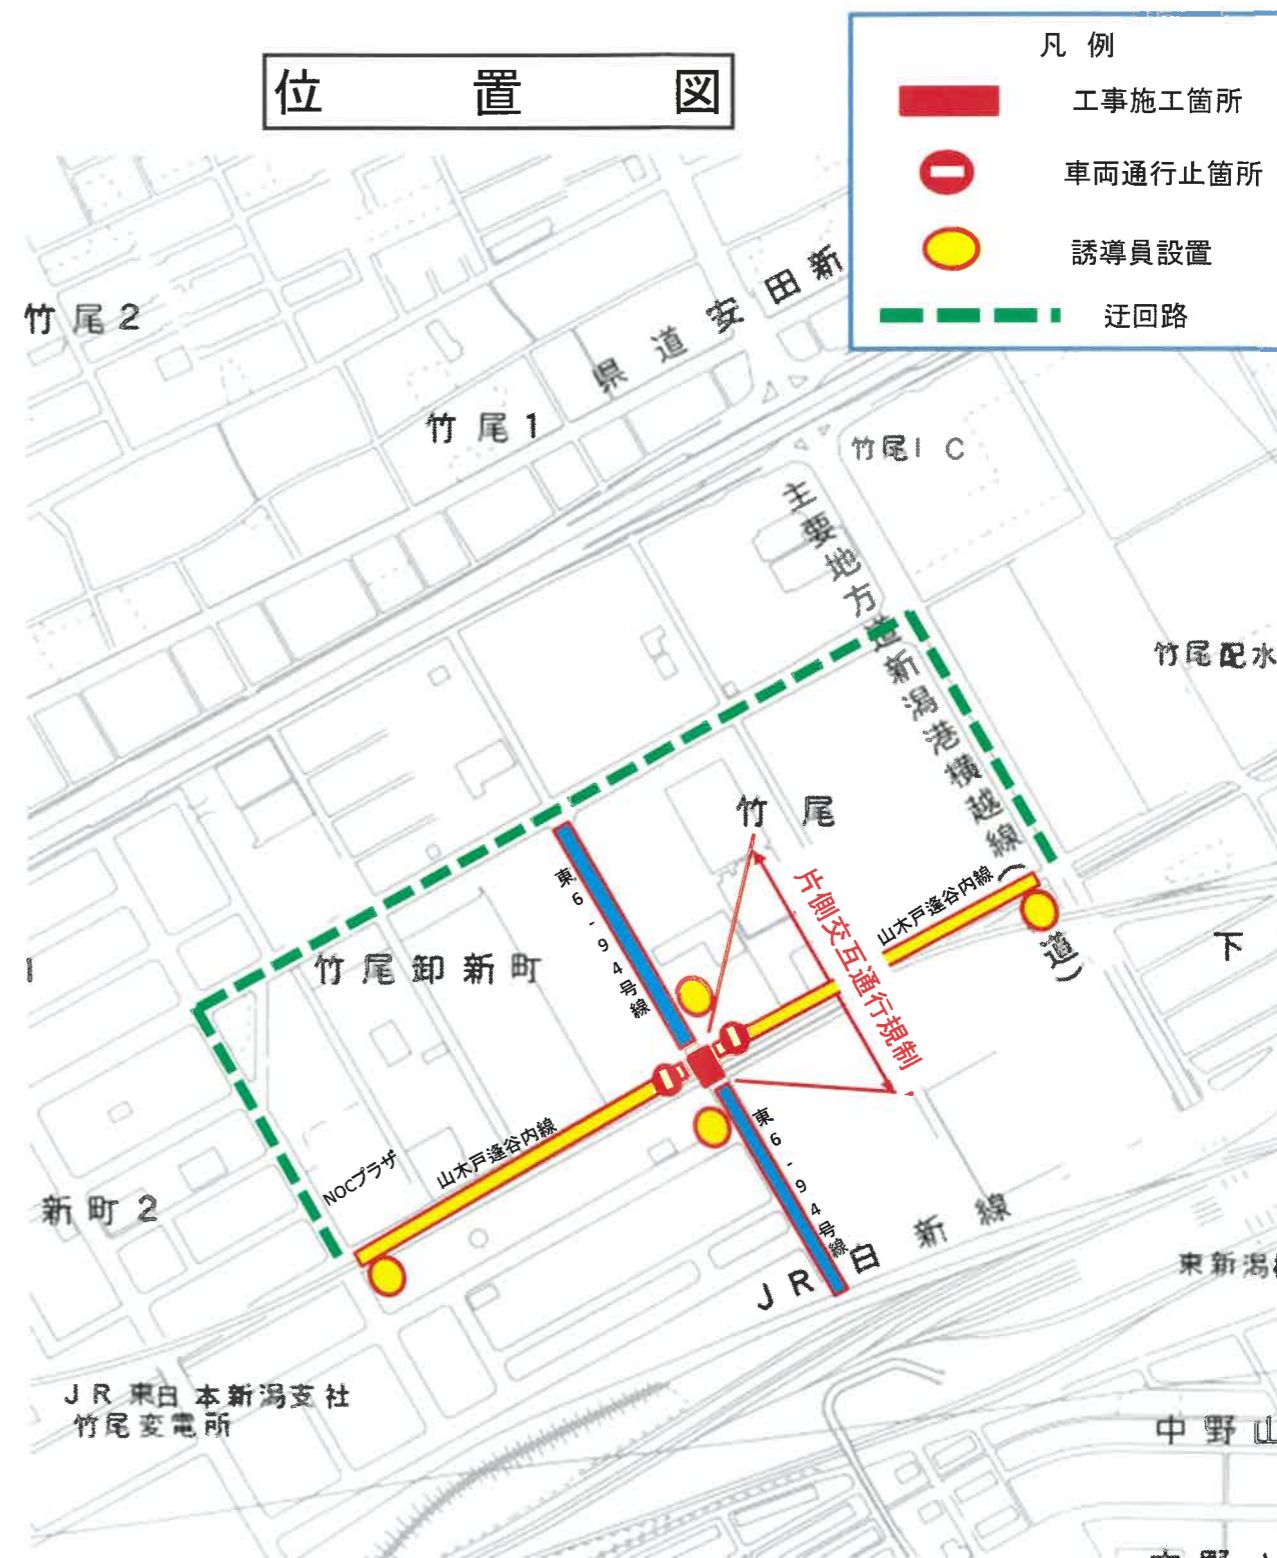 位置図
凡例
工事施工箇所
車両通行止箇所
誘導員設置
迂回路
県道安田新
竹尾2
竹尾1
竹尾IC
主要地方道新潟港横越線(
道)
竹尾配水
竹尾
山木戸逢谷内線
片側交互通行規制
東6-94号線
竹尾卸新町
下
東6-94号線
山木戸逢谷内線
NOCプラザ
新町2
JR白新線
東新潟
JR東日本新潟支社
竹尾変電所
中野山